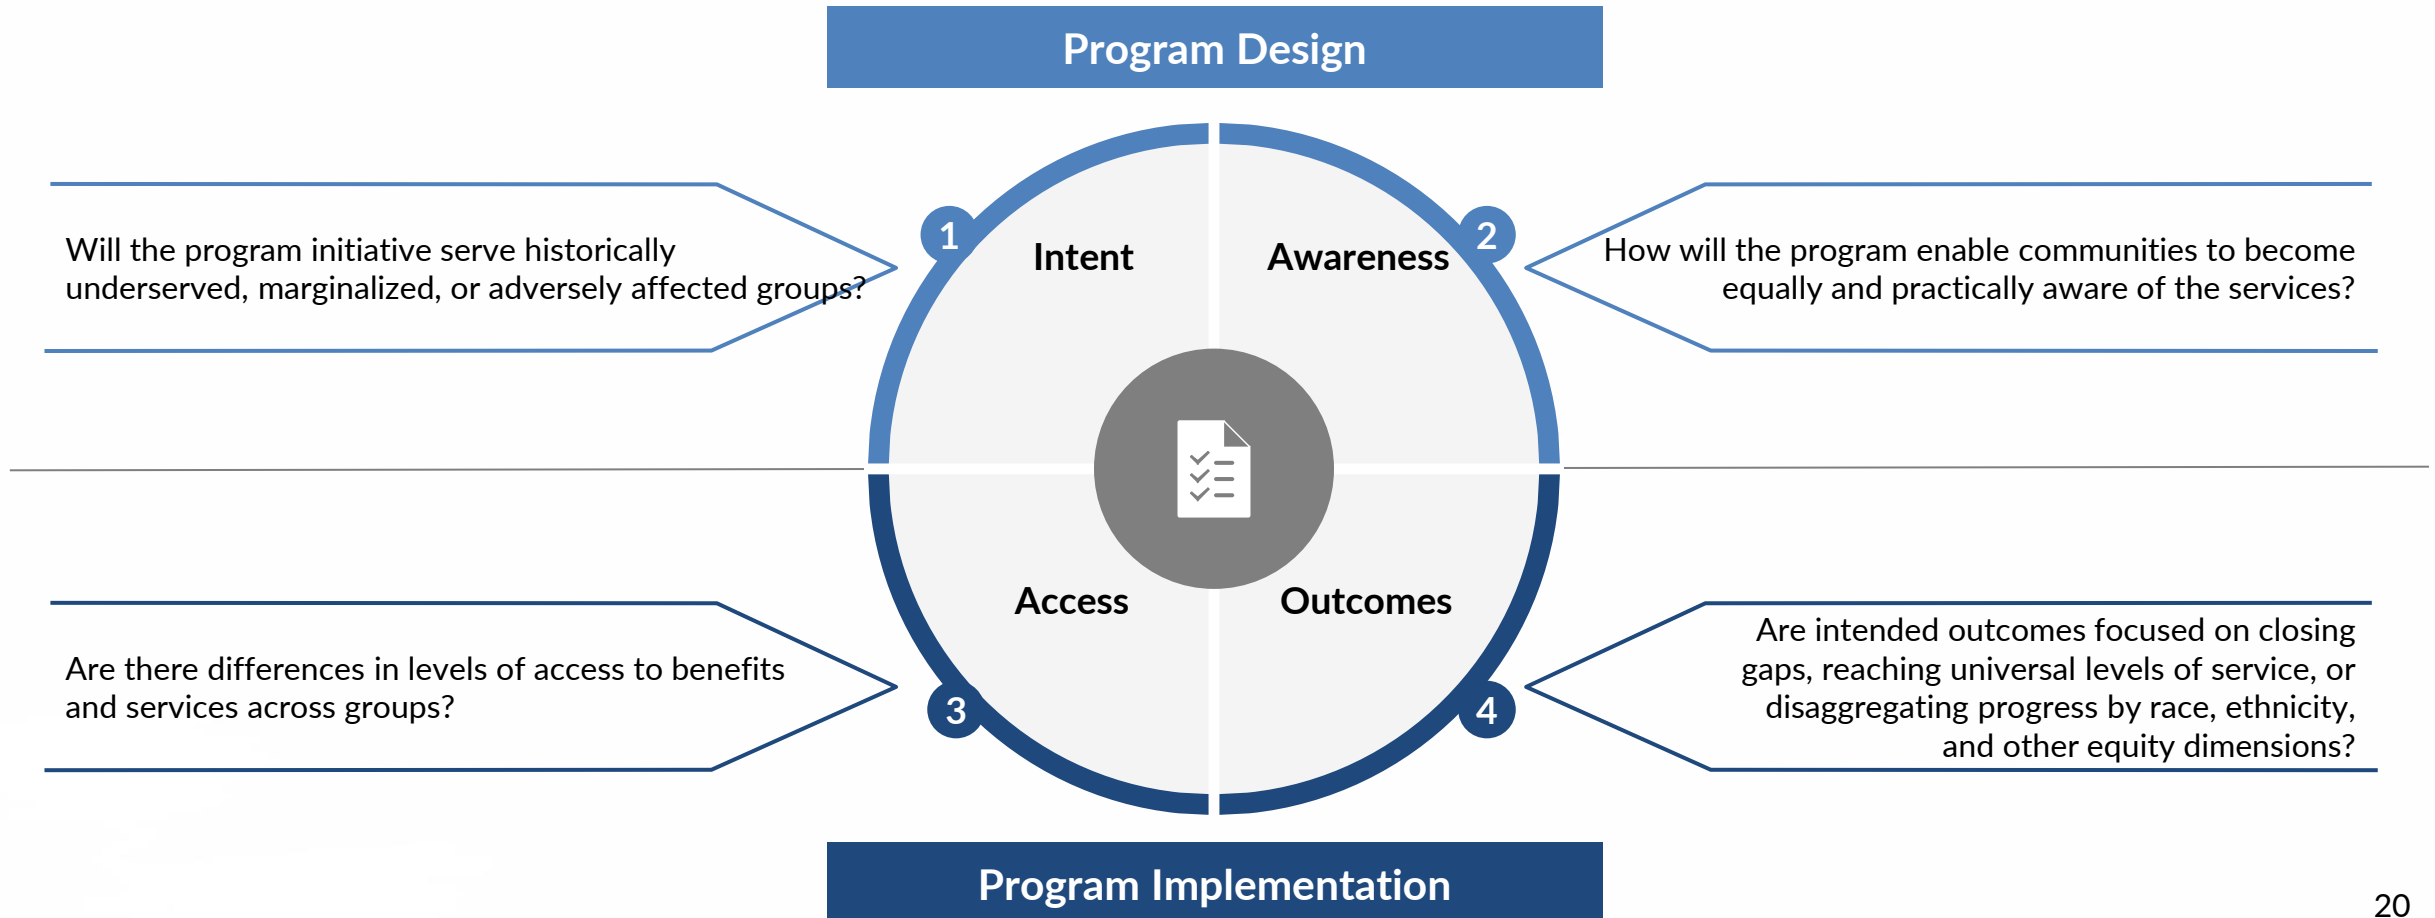 Program Design
1
Intent
Will the program initiative serve historically
underserved, marginalized, or adversely affected groups?
2
Awareness
How will the program enable communities to become
equally and practically aware of the services?
3
Access
Are there differences in levels of access to benefits
and services across groups?
4
Outcomes
Are intended outcomes focused on closing
gaps, reaching universal levels of service, or
disaggregating progress by race, ethnicity,
and other equity dimensions?
Program Implementation
20